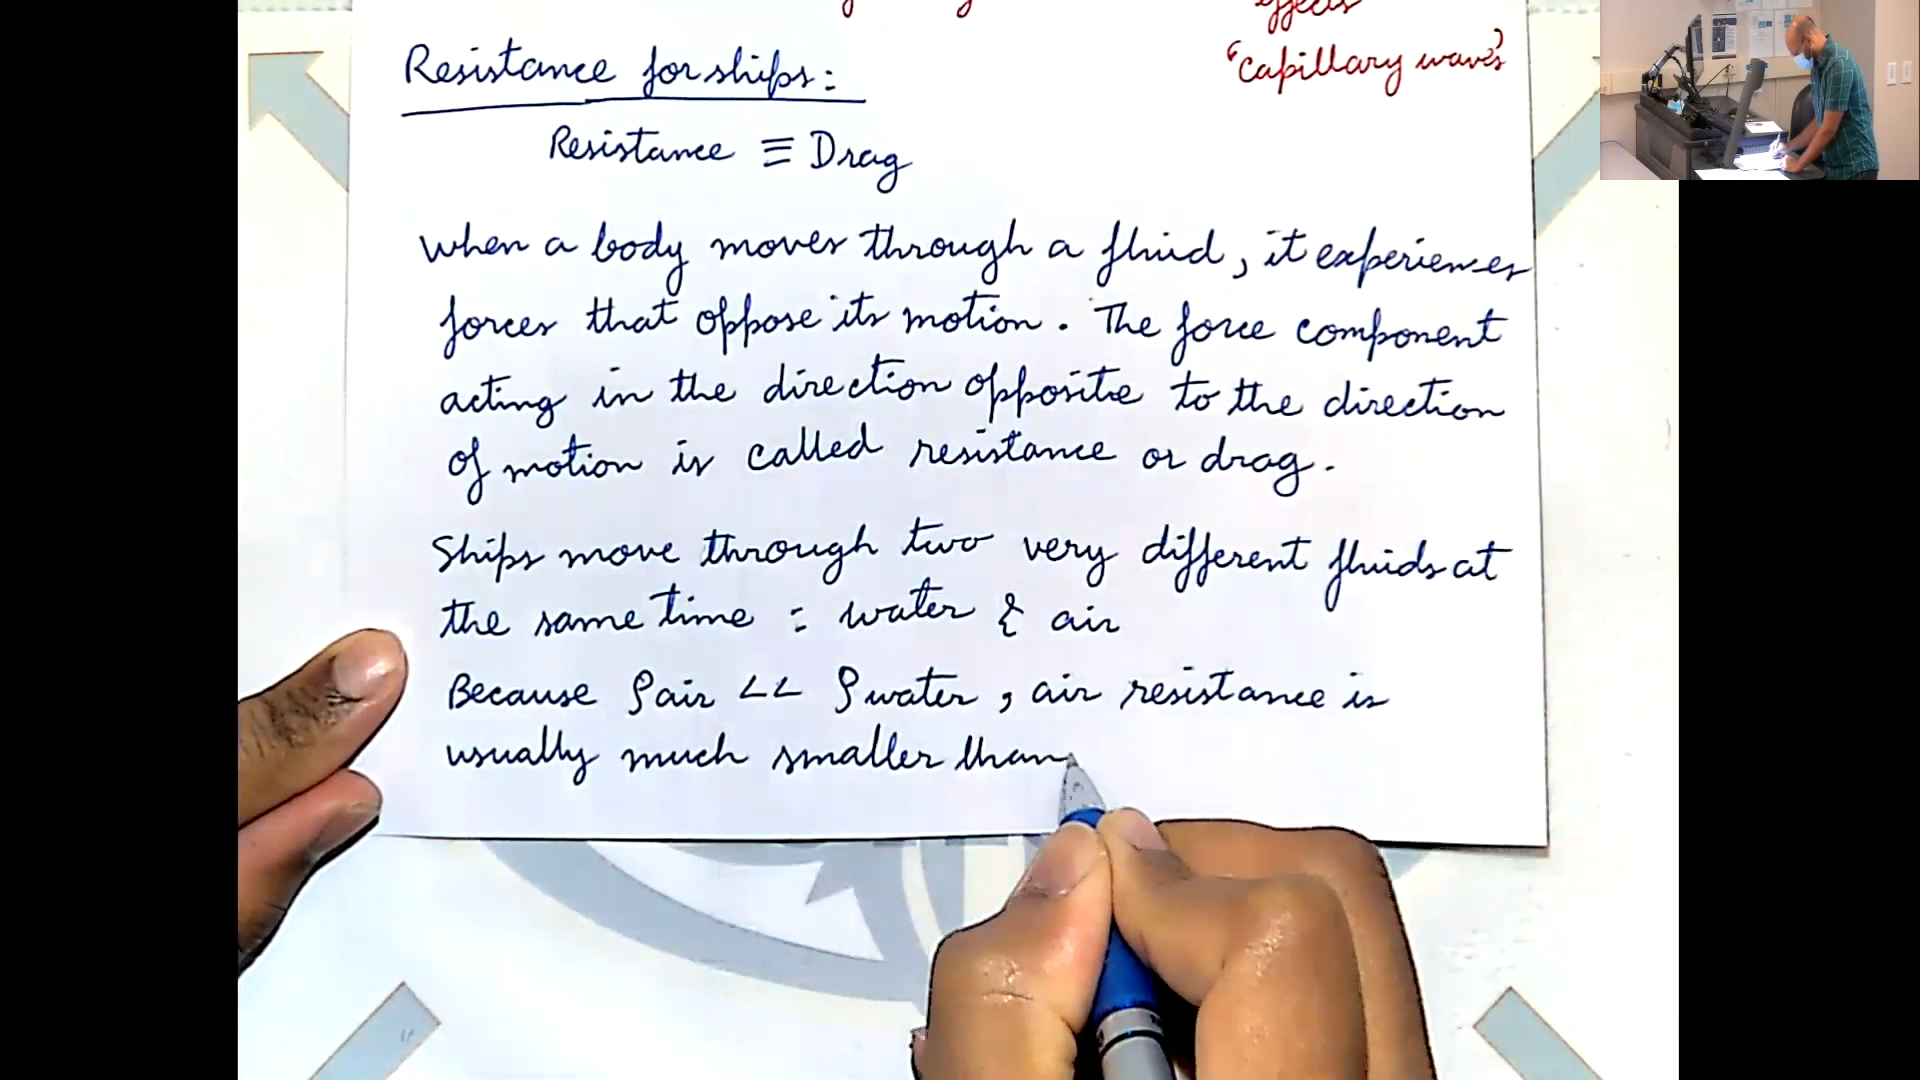 effects
Resistance for ships:
"capillary waves"
Resistance ≡ Drag
When a body moves through a fluid, it experiences
forces that oppose its motion. The force component
acting in the direction opposite to the direction
of motion is called resistance or drag.
Ships move through two very different fluids at
the same time : water & air
Because ρair << ρwater, air resistance is
usually much smaller than